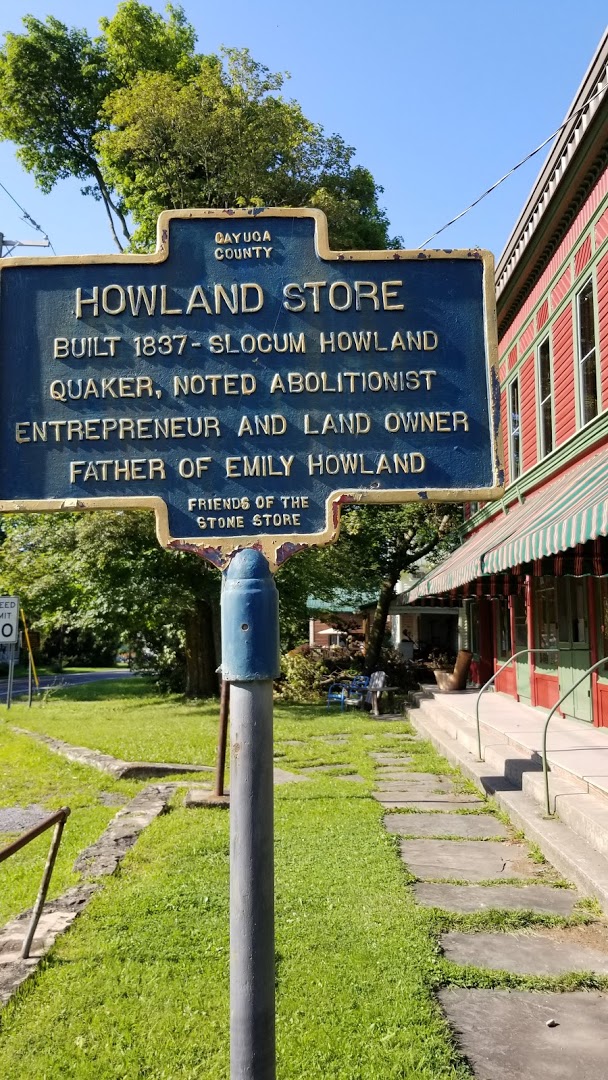 CAYUGA
COUNTY
HOWLAND STORE
BUILT 1837-SLOCUM HOWLAND
QUAKER, NOTED ABOLITIONIST
ENTREPRENEUR AND LAND OWNER
FATHER OF EMILY HOWLAND
FRIENDS OF THE
STONE STORE